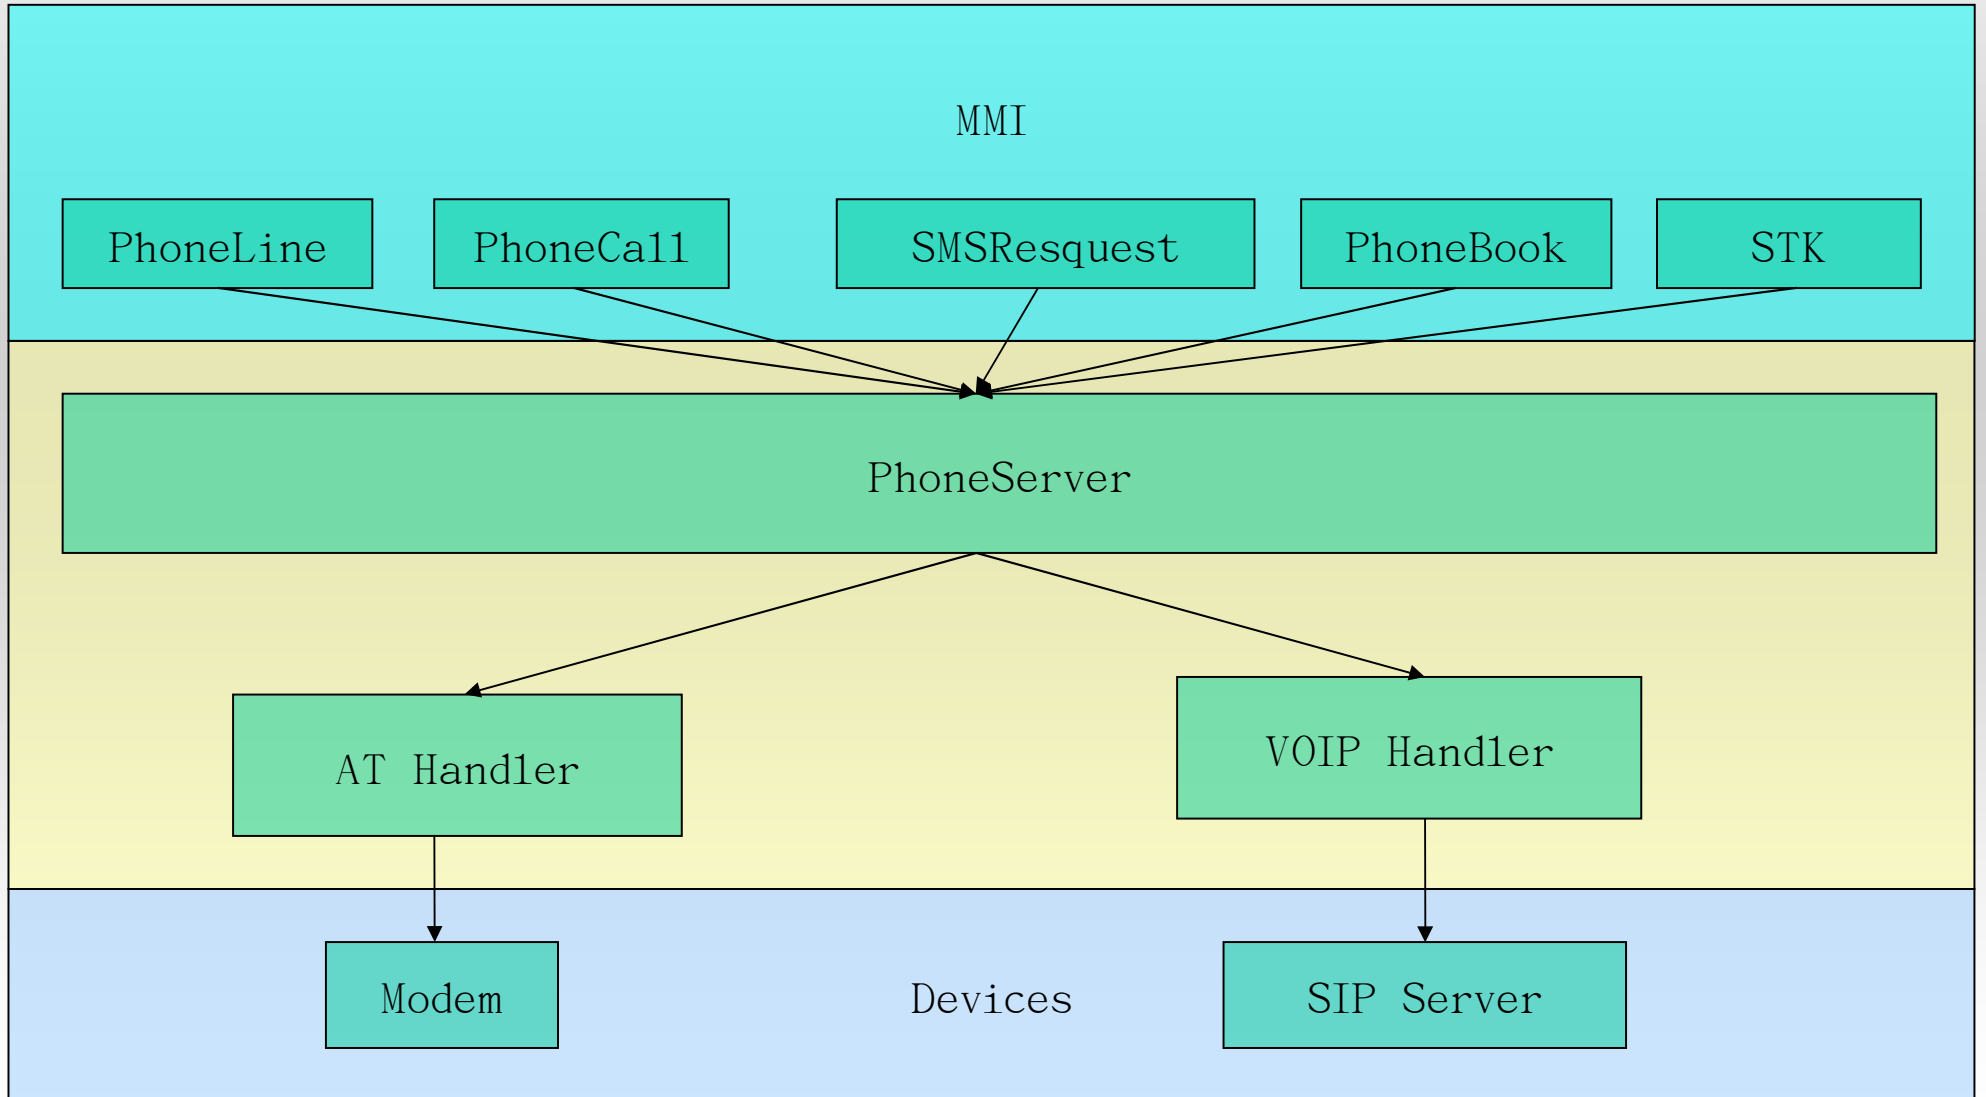 MMI
PhoneLine
PhoneCall
SMSResquest
PhoneBook
STK
PhoneServer
AT Handler
VOIP Handler
Modem
Devices
SIP Server